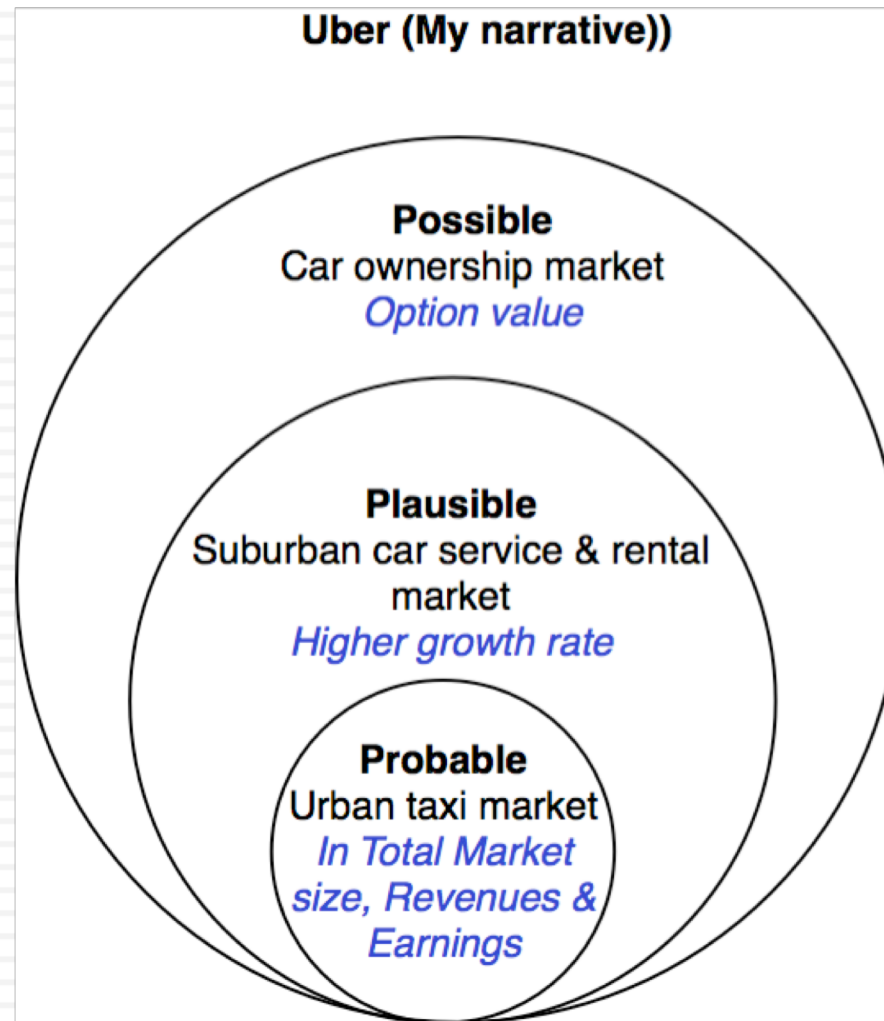 Uber (My narrative))
Possible
Car ownership market
Option value
Plausible
Suburban car service & rental
market
Higher growth rate
Probable
Urban taxi market
In Total Market
size, Revenues &
Earnings